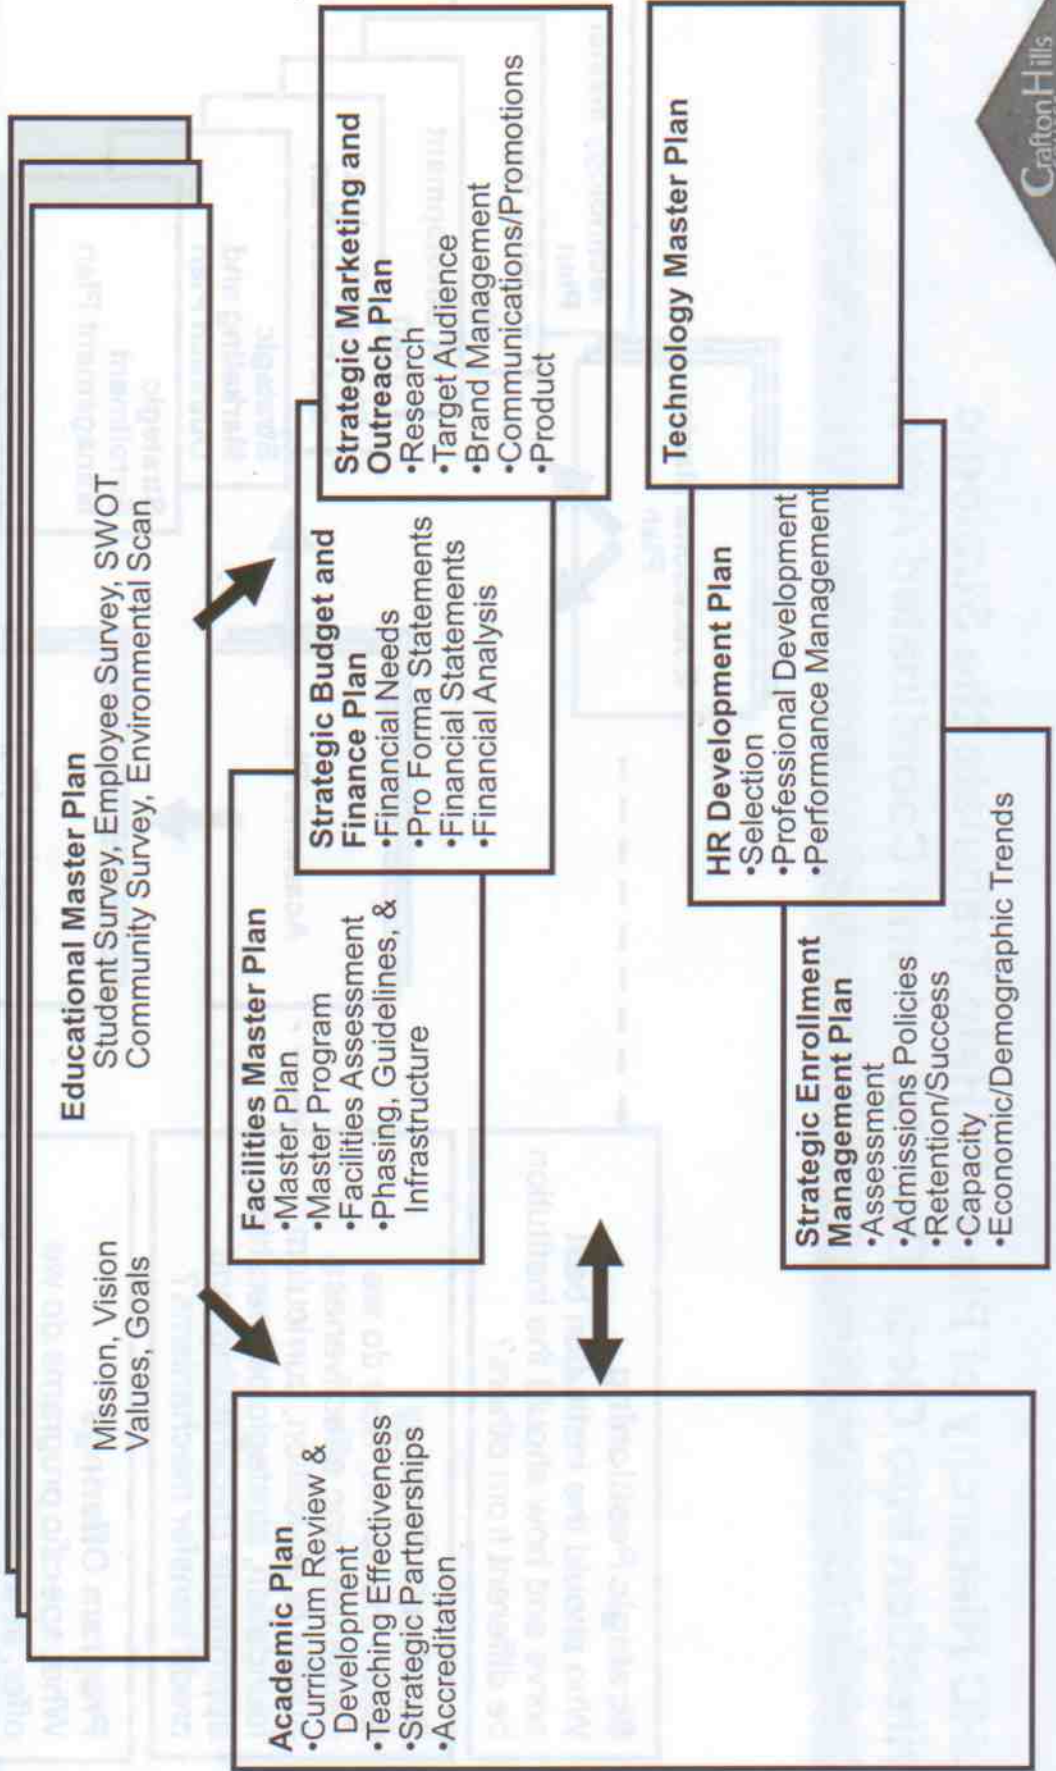 Educational Master Plan
Mission, Vision
Values, Goals
Student Survey, Employee Survey, SWOT
Community Survey, Environmental Scan
Academic Plan
•Curriculum Review &
Development
•Teaching Effectiveness
•Strategic Partnerships
•Accreditation
Facilities Master Plan
•Master Plan
•Master Program
•Facilities Assessment
•Phasing, Guidelines, &
Infrastructure
Strategic Budget and
Finance Plan
•Financial Needs
•Pro Forma Statements
•Financial Statements
•Financial Analysis
Strategic Marketing and
Outreach Plan
•Research
•Target Audience
•Brand Management
•Communications/Promotions
•Product
Strategic Enrollment
Management Plan
•Assessment
•Admissions Policies
•Retention/Success
•Capacity
•Economic/Demographic Trends
HR Development Plan
•Selection
•Professional Development
•Performance Management
Technology Master Plan
CraftonHills